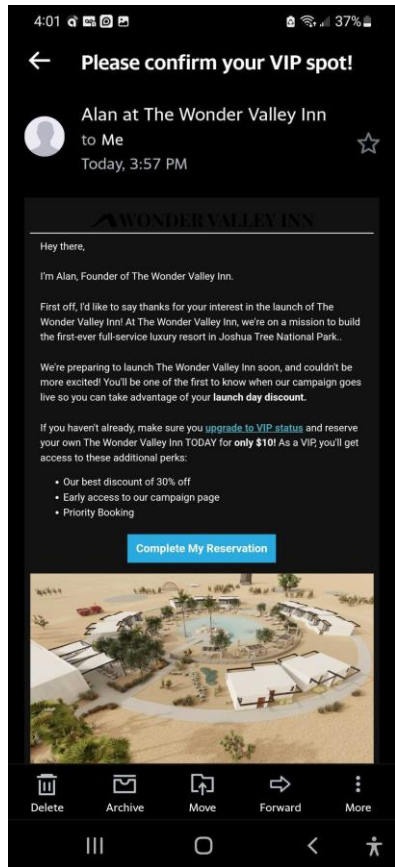 4:01 37%
Please confirm your VIP spot!
Alan at The Wonder Valley Inn
to Me
Today, 3:57 PM
WONDER VALLEY INN
Hey there,
I'm Alan, Founder of The Wonder Valley Inn.
First off, I'd like to say thanks for your interest in the launch of The
Wonder Valley Inn! At The Wonder Valley Inn, we're on a mission to build
the first-ever full-service luxury resort in Joshua Tree National Park..
We're preparing to launch The Wonder Valley Inn soon, and couldn't be
more excited! You'll be one of the first to know when our campaign goes
live so you can take advantage of your launch day discount.
If you haven't already, make sure you upgrade to VIP status and reserve
your own The Wonder Valley Inn TODAY for only $10! As a VIP, you'll get
access to these additional perks:
• Our best discount of 30% off
• Early access to our campaign page
• Priority Booking
Complete My Reservation
Delete Archive Move Forward More